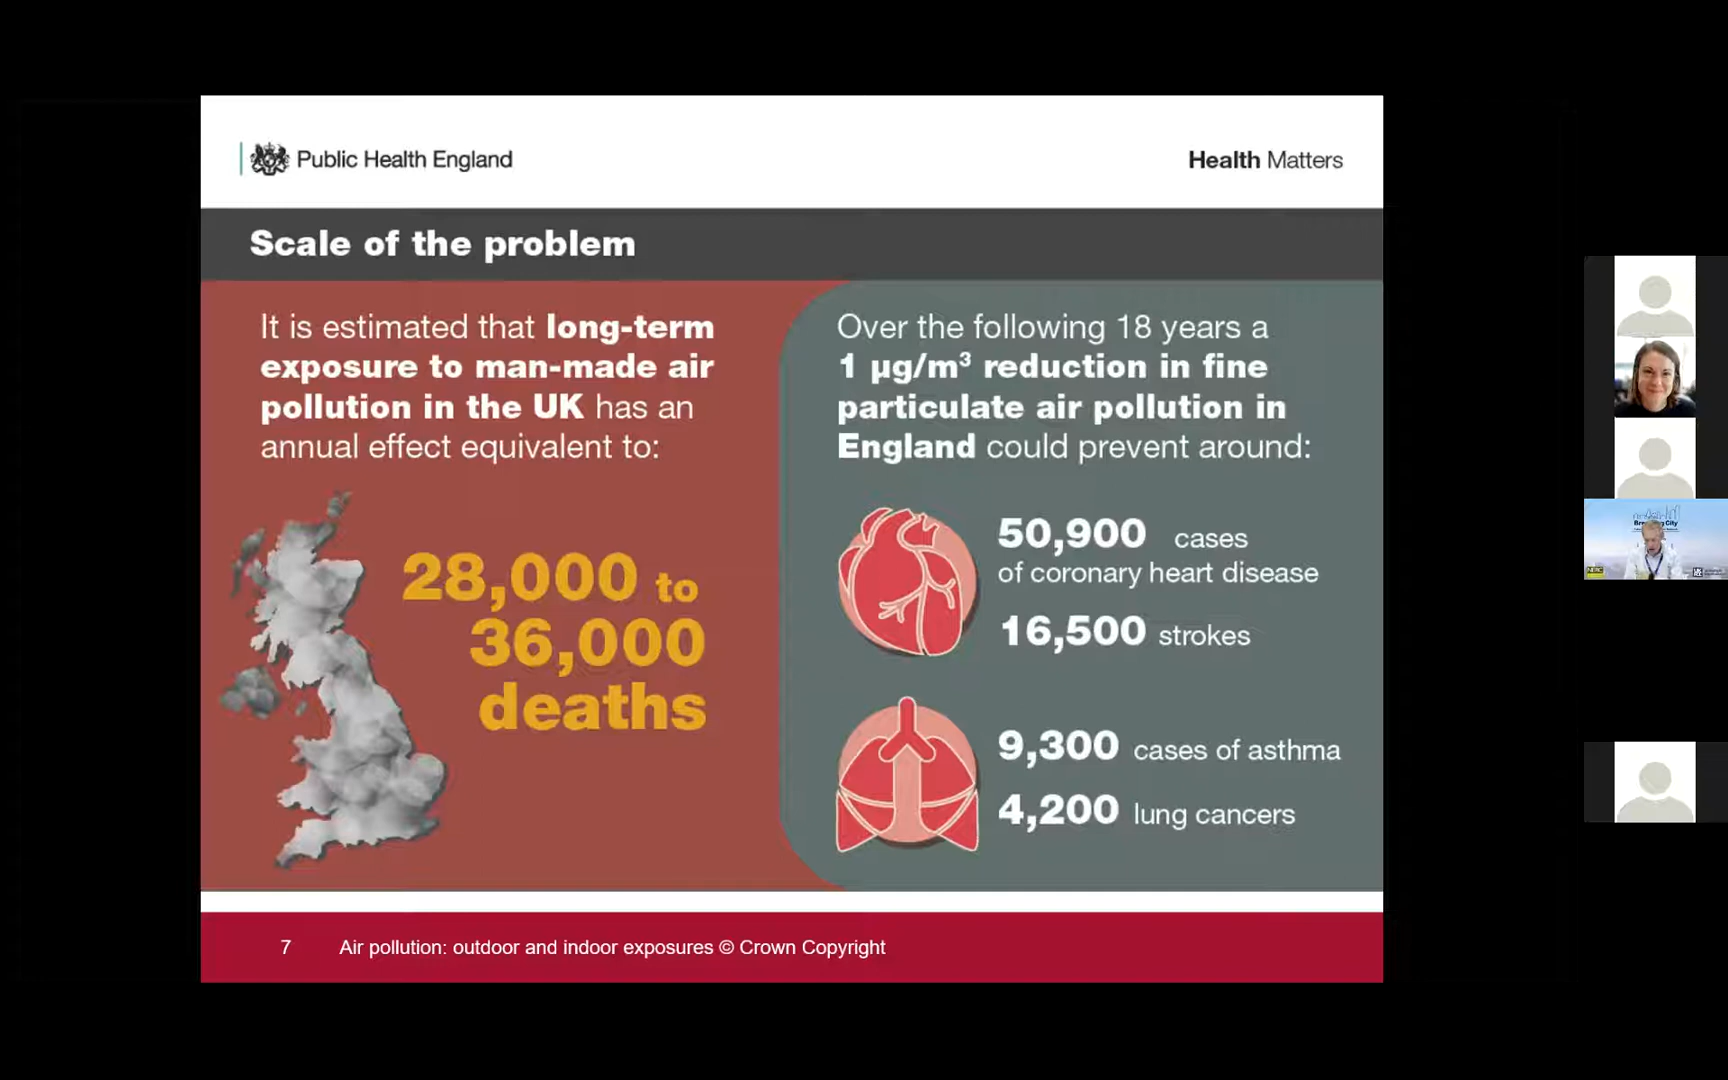 Public Health England
Health Matters
Scale of the problem
It is estimated that long-term
exposure to man-made air
pollution in the UK has an
annual effect equivalent to:
28,000 to
36,000
deaths
Over the following 18 years a
1 µg/m³ reduction in fine
particulate air pollution in
England could prevent around:
50,900 cases
of coronary heart disease
16,500 strokes
9,300 cases of asthma
4,200 lung cancers
7 Air pollution: outdoor and indoor exposures © Crown Copyright